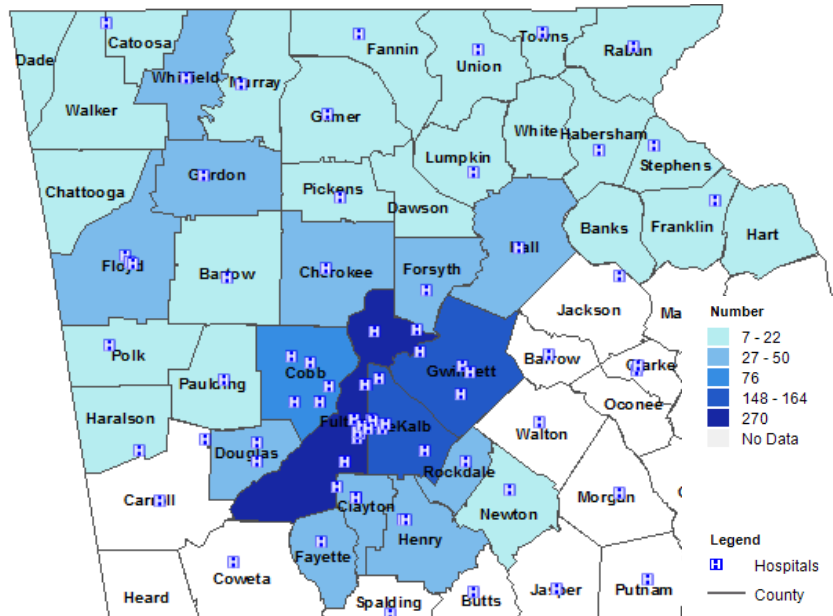 Catoosa
Fannin
Towns
Rabun
Dade
Whitfield
Murray
Union
Walker
Gilmer
White
Habersham
Lumpkin
Stephens
Gordon
Chattooga
Pickens
Dawson
Franklin
Banks
Hart
Hall
Floyd
Bartow
Cherokee
Forsyth
Jackson
Ma
Number
7 - 22
27 - 50
76
148 - 164
270
No Data
Polk
Barrow
Clarke
Cobb
Gwinnett
Paulding
Oconee
Haralson
Fult
eKalb
Walton
Douglas
Rockdale
Carroll
Morgan
Clayton
Newton
Henry
Fayette
Coweta
Legend
H Hospitals
County
Heard
Spalding
Butts
Jasper
Putnam